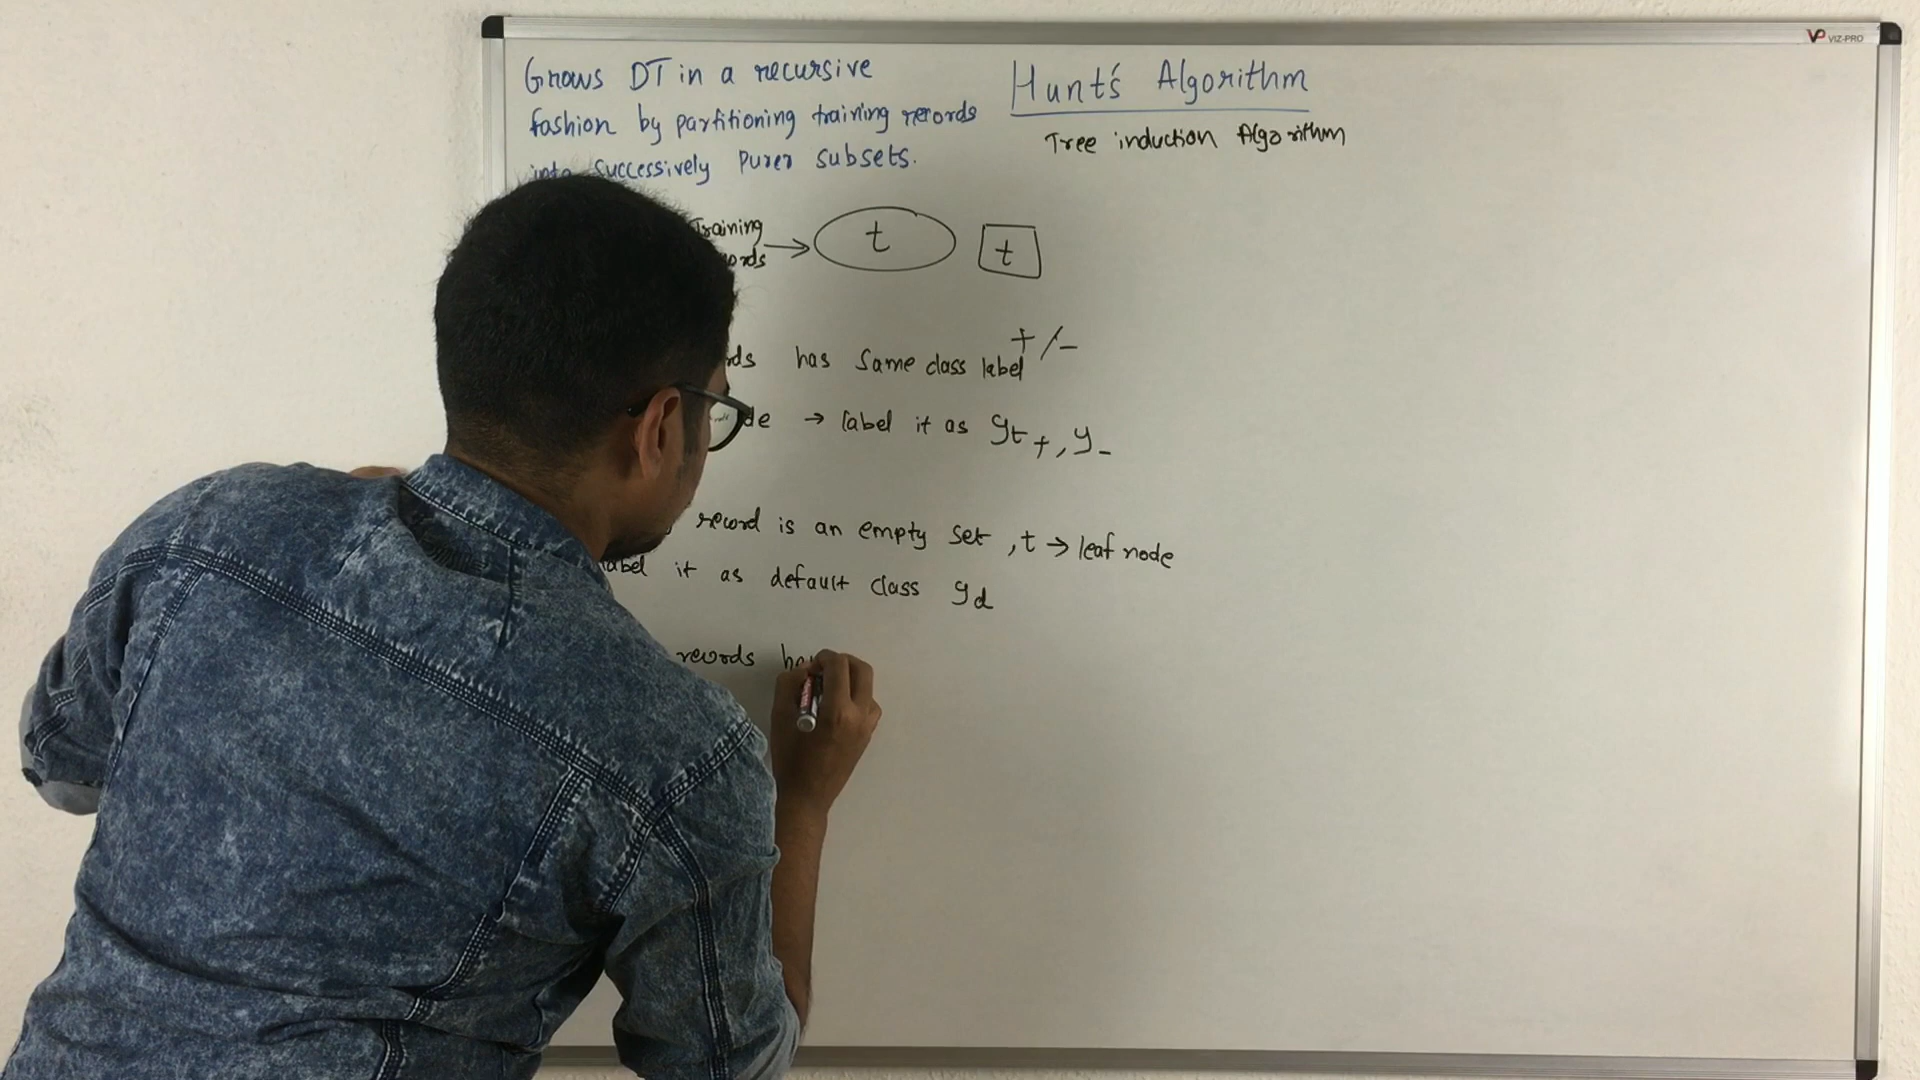 Grows DT in a recursive
fashion by partitioning training records
into successively purer subsets.
Hunt's Algorithm
Tree induction Algorithm
VIZ-PRO
Training
t
t
+/-
has same class label
→ label it as yt +, y-
record is an empty set, t → leaf node
label it as default class yd
records